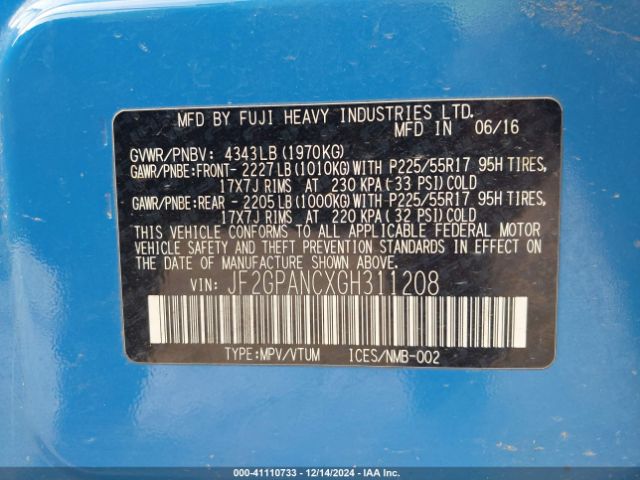 MFD BY FUJI HEAVY INDUSTRIES LTD.
MFD IN 06/16
GVWR/PNBV: 4343LB(1970KG)
GAWR/PNBE:FRONT- 2227LB(1010KG)WITH P225/55R17 95H TIRES,
17X7J RIMS AT 230 KPA(33 PSI)COLD
GAWR/PNBE:REAR - 2205LB(1000KG)WITH P225/55R17 95H TIRES,
17X7J RIMS AT 220 KPA(32 PSI)COLD
THIS VEHICLE CONFORMS TO ALL APPLICABLE FEDERAL MOTOR
VEHICLE SAFETY AND THEFT PREVENTION STANDARDS IN EFFECT ON
THE DATE OF MANUFACTURE SHOWN ABOVE.
VIN: JF2GPANCXGH311208
TYPE:MPV/VTUM ICES/NMB-002
000-41110733 - 12/14/2024 - IAA Inc.